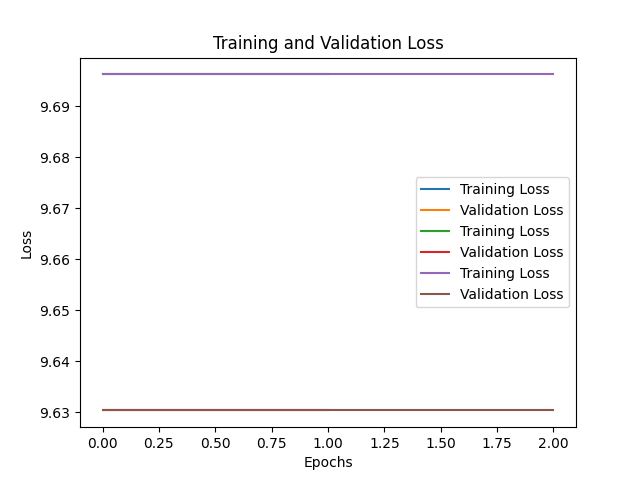 Training and Validation Loss
9.69
9.68
9.67
9.66
9.65
9.64
9.63
Loss
Training Loss
Validation Loss
Training Loss
Validation Loss
Training Loss
Validation Loss
0.00 0.25 0.50 0.75 1.00 1.25 1.50 1.75 2.00
Epochs